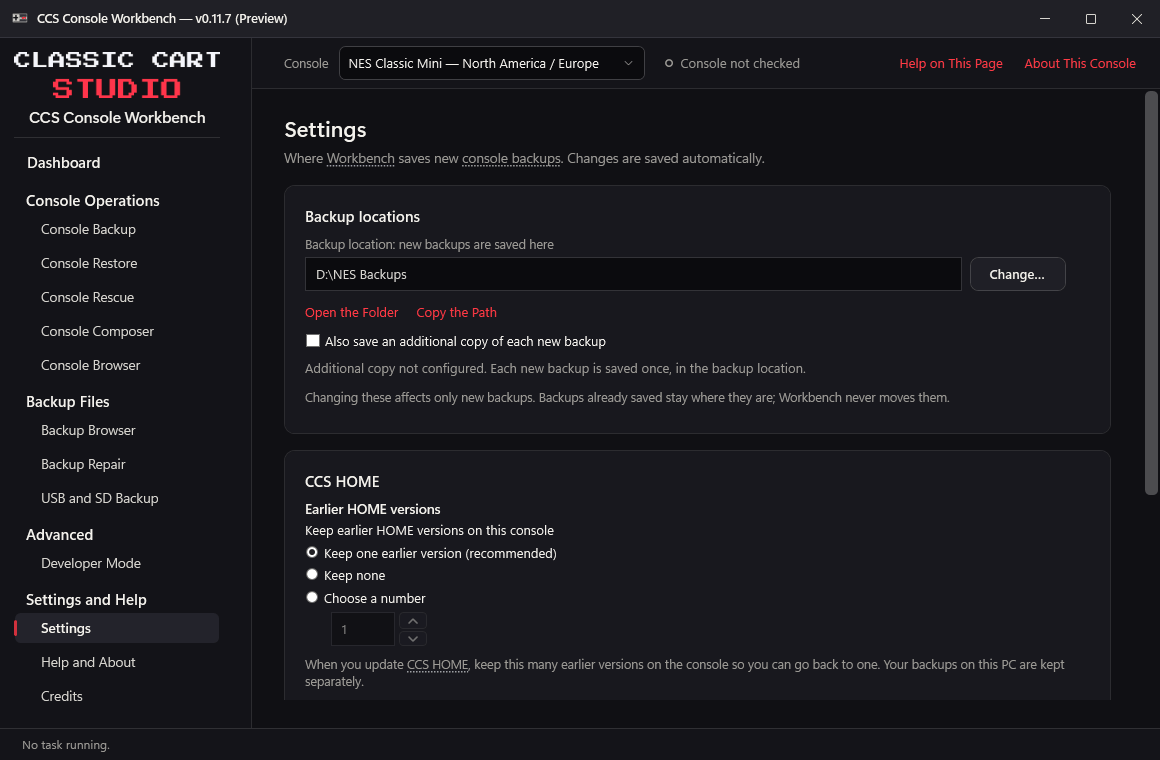 CCS Console Workbench — v0.11.7 (Preview)
CLASSIC CART
STUDIO
CCS Console Workbench
Dashboard
Console Operations
Console Backup
Console Restore
Console Rescue
Console Composer
Console Browser
Backup Files
Backup Browser
Backup Repair
USB and SD Backup
Advanced
Developer Mode
Settings and Help
Settings
Help and About
Credits
Console
NES Classic Mini — North America / Europe
Console not checked
Help on This Page
About This Console
Settings
Where Workbench saves new console backups. Changes are saved automatically.
Backup locations
Backup location: new backups are saved here
D:\NES Backups
Change...
Open the Folder
Copy the Path
Also save an additional copy of each new backup
Additional copy not configured. Each new backup is saved once, in the backup location.
Changing these affects only new backups. Backups already saved stay where they are; Workbench never moves them.
CCS HOME
Earlier HOME versions
Keep earlier HOME versions on this console
Keep one earlier version (recommended)
Keep none
Choose a number
1
When you update CCS HOME, keep this many earlier versions on the console so you can go back to one. Your backups on this PC are kept
separately.
No task running.